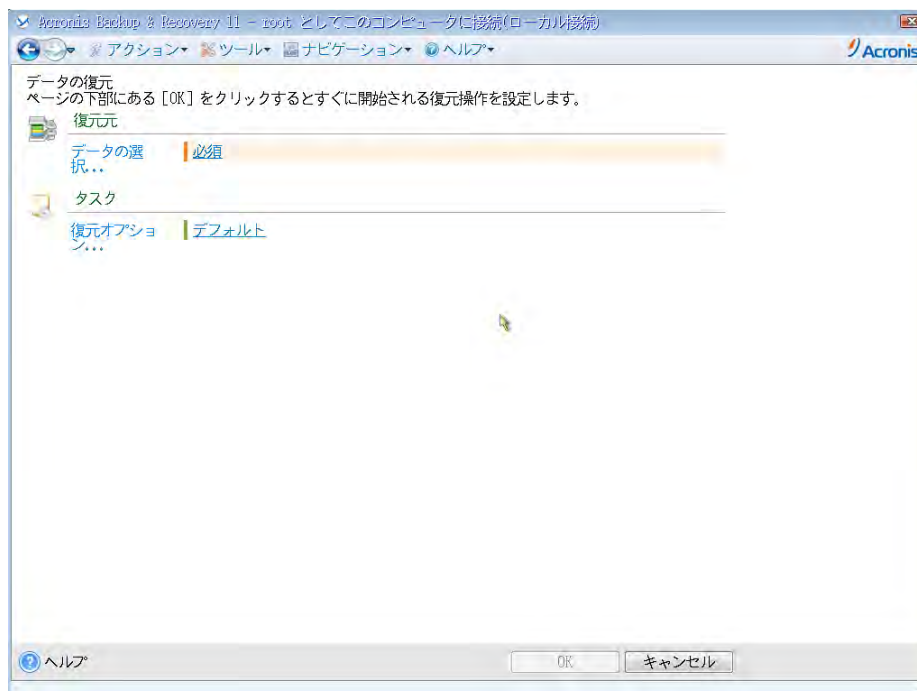 Acronis Backup & Recovery 11 - root としてこのコンピュータに接続(ローカル接続)
アクション ツール ナビゲーション ヘルプ Acronis
データの復元
ページの下部にある [OK] をクリックするとすぐに開始される復元操作を設定します。
復元元
データの選 必須
択...
タスク
復元オプショ デフォルト
ン...
ヘルプ OK キャンセル